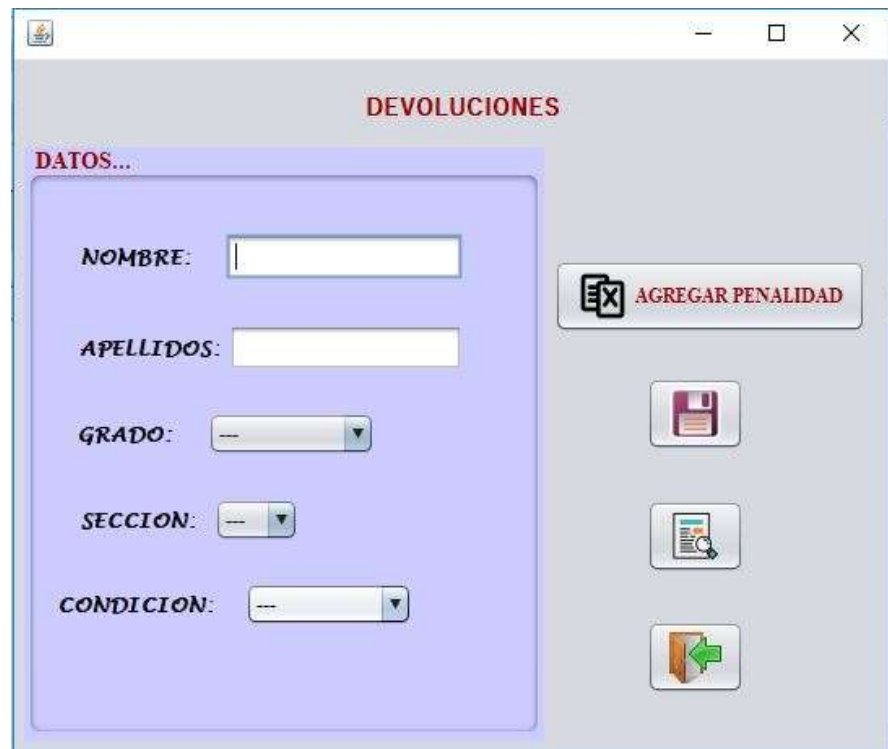 DEVOLUCIONES
DATOS...
NOMBRE:
APELLIDOS:
GRADO: ---
SECCION: ---
CONDICION: ---
AGREGAR PENALIDAD